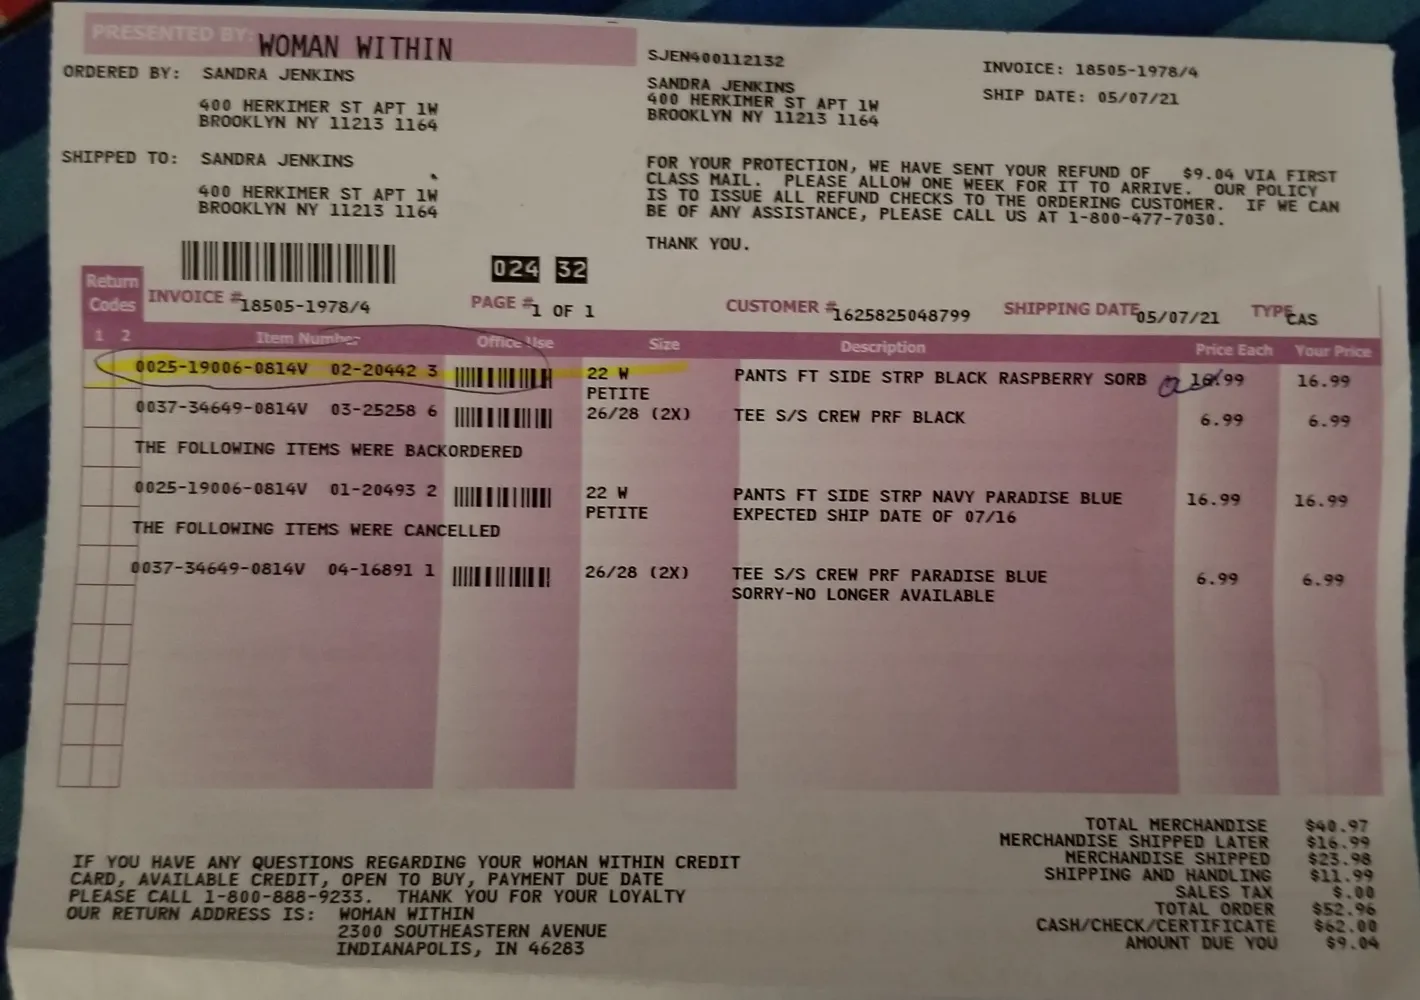 PRESENTED BY: WOMAN WITHIN
ORDERED BY: SANDRA JENKINS
400 HERKIMER ST APT 1W
BROOKLYN NY 11213 1164
SHIPPED TO: SANDRA JENKINS
400 HERKIMER ST APT 1W
BROOKLYN NY 11213 1164
SJEN400112132
SANDRA JENKINS
400 HERKIMER ST APT 1W
BROOKLYN NY 11213 1164
INVOICE: 18505-1978/4
SHIP DATE: 05/07/21
FOR YOUR PROTECTION, WE HAVE SENT YOUR REFUND OF $9.04 VIA FIRST
CLASS MAIL. PLEASE ALLOW ONE WEEK FOR IT TO ARRIVE. OUR POLICY
IS TO ISSUE ALL REFUND CHECKS TO THE ORDERING CUSTOMER. IF WE CAN
BE OF ANY ASSISTANCE, PLEASE CALL US AT 1-800-477-7030.
THANK YOU.
024 32
Return
Codes
1 2
INVOICE # 18505-1978/4 PAGE # 1 OF 1 CUSTOMER # 1625825048799 SHIPPING DATE 05/07/21 TYPE CAS
Item Number Office Use Size Description Price Each Your Price
0025-19006-0814V 02-20442 3 22 W PANTS FT SIDE STRP BLACK RASPBERRY SORB 16.99 16.99
PETITE
0037-34649-0814V 03-25258 6 26/28 (2X) TEE S/S CREW PRF BLACK 6.99 6.99
THE FOLLOWING ITEMS WERE BACKORDERED
0025-19006-0814V 01-20493 2 22 W PANTS FT SIDE STRP NAVY PARADISE BLUE 16.99 16.99
PETITE EXPECTED SHIP DATE OF 07/16
THE FOLLOWING ITEMS WERE CANCELLED
0037-34649-0814V 04-16891 1 26/28 (2X) TEE S/S CREW PRF PARADISE BLUE 6.99 6.99
SORRY-NO LONGER AVAILABLE
IF YOU HAVE ANY QUESTIONS REGARDING YOUR WOMAN WITHIN CREDIT
CARD, AVAILABLE CREDIT, OPEN TO BUY, PAYMENT DUE DATE
PLEASE CALL 1-800-888-9233. THANK YOU FOR YOUR LOYALTY
OUR RETURN ADDRESS IS: WOMAN WITHIN
2300 SOUTHEASTERN AVENUE
INDIANAPOLIS, IN 46283
TOTAL MERCHANDISE $40.97
MERCHANDISE SHIPPED LATER $16.99
MERCHANDISE SHIPPED $23.98
SHIPPING AND HANDLING $11.99
SALES TAX $.00
TOTAL ORDER $52.96
CASH/CHECK/CERTIFICATE $62.00
AMOUNT DUE YOU $9.04